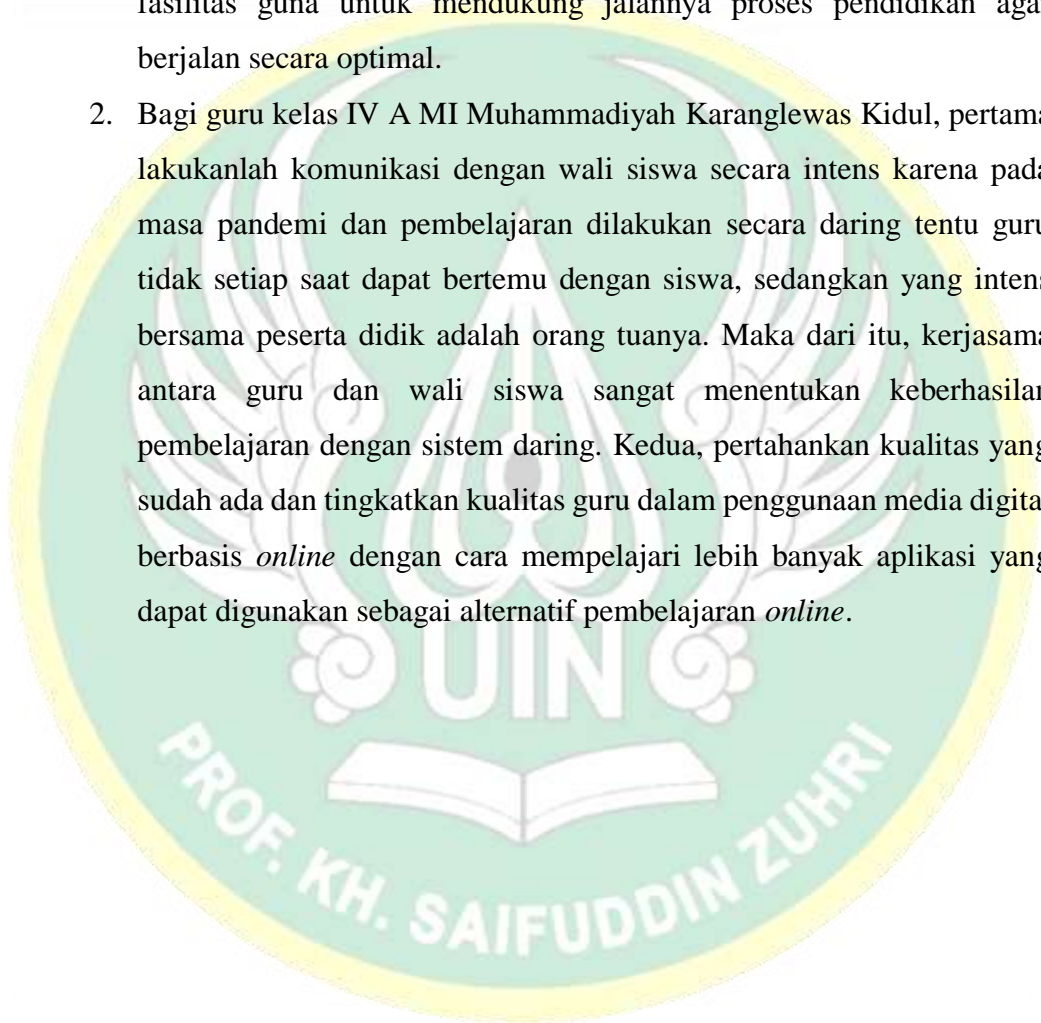 fasilitas guna untuk mendukung jalannya proses pendidikan agar
berjalan secara optimal.
2. Bagi guru kelas IV A MI Muhammadiyah Karanglewas Kidul, pertama
lakukanlah komunikasi dengan wali siswa secara intens karena pada
masa pandemi dan pembelajaran dilakukan secara daring tentu guru
tidak setiap saat dapat bertemu dengan siswa, sedangkan yang intens
bersama peserta didik adalah orang tuanya. Maka dari itu, kerjasama
antara guru dan wali siswa sangat menentukan keberhasilan
pembelajaran dengan sistem daring. Kedua, pertahankan kualitas yang
sudah ada dan tingkatkan kualitas guru dalam penggunaan media digital
berbasis online dengan cara mempelajari lebih banyak aplikasi yang
dapat digunakan sebagai alternatif pembelajaran online.
UIN
PROF. KH. SAIFUDDIN ZUHRI